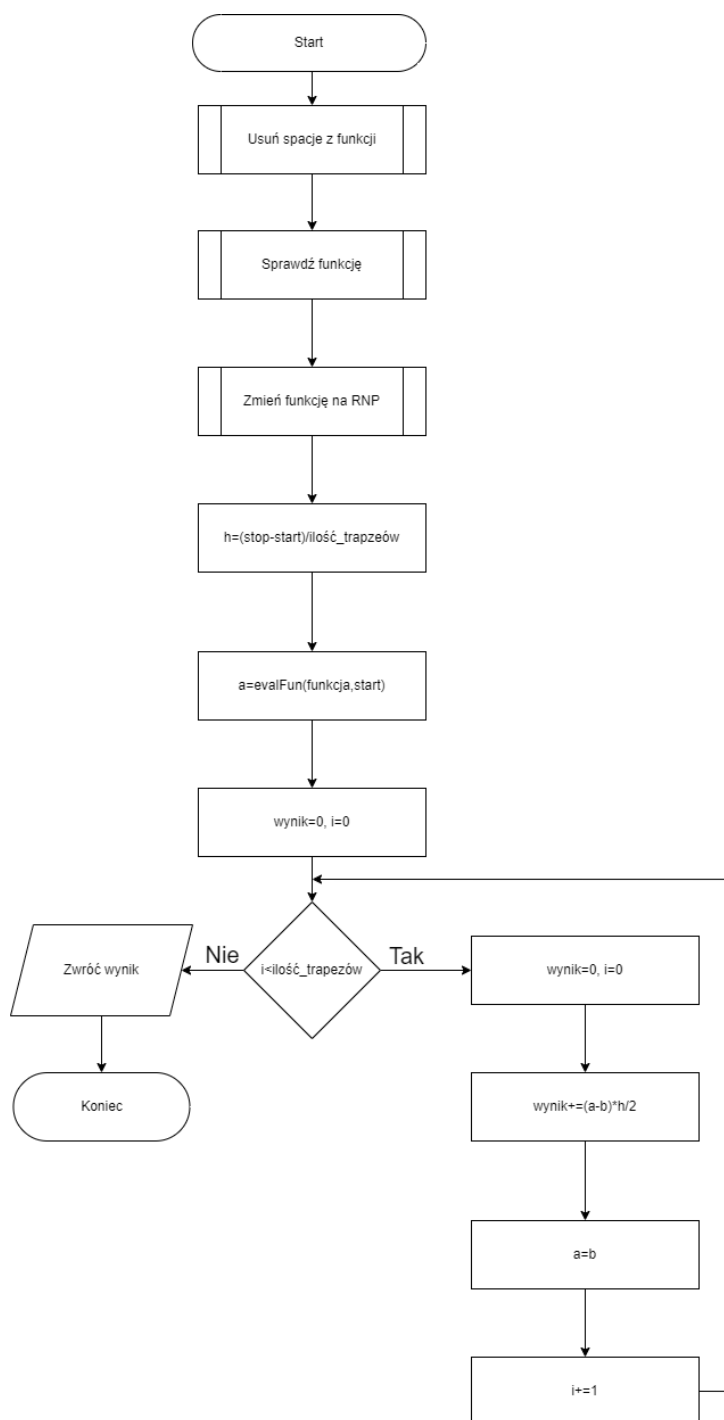 Start
Usuń spacje z funkcji
Sprawdź funkcję
Zmień funkcję na RNP
h=(stop-start)/ilość_trapzeów
a=evalFun(funkcja,start)
wynik=0, i=0
i<ilość_trapezów
Nie
Tak
Zwróć wynik
Koniec
wynik=0, i=0
wynik+=(a-b)*h/2
a=b
i+=1